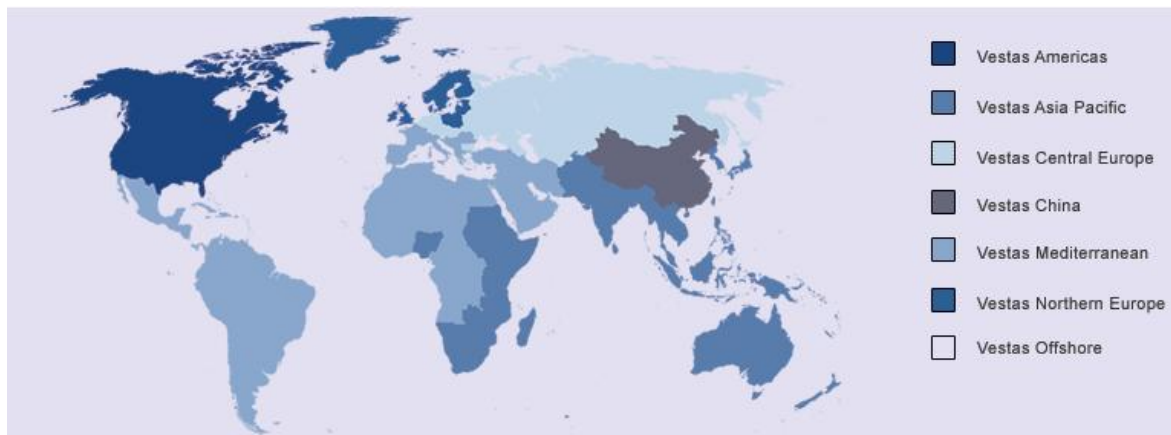 Vestas Americas
Vestas Asia Pacific
Vestas Central Europe
Vestas China
Vestas Mediterranean
Vestas Northern Europe
Vestas Offshore